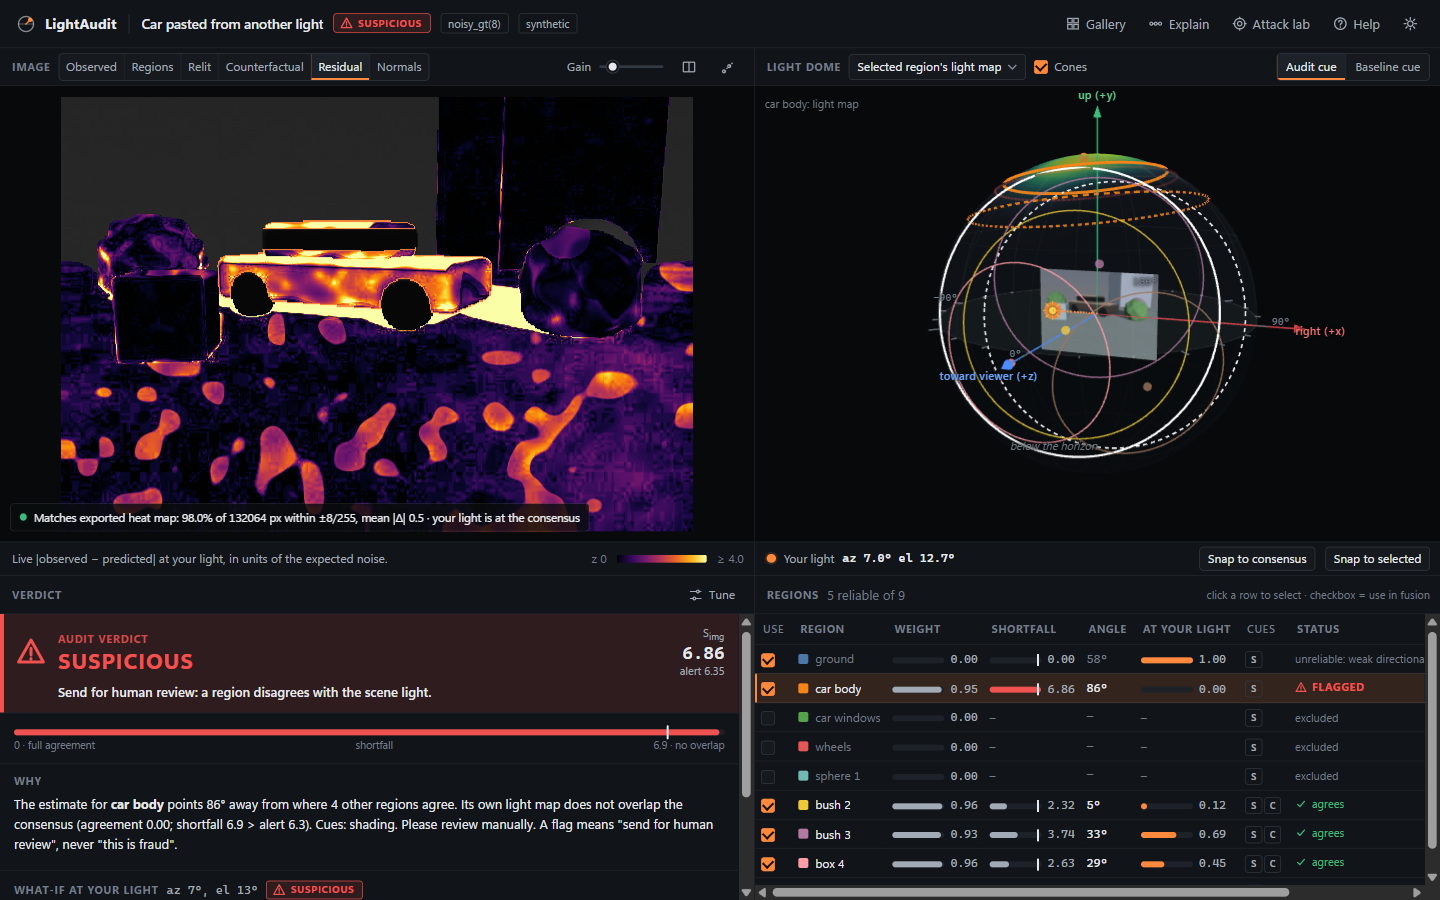 LightAudit
Car pasted from another light
SUSPICIOUS
noisy_gt(8)
synthetic
Gallery
Explain
Attack lab
Help
IMAGE
Observed
Regions
Relit
Counterfactual
Residual
Normals
Gain
LIGHT DOME
Selected region's light map
Cones
Audit cue
Baseline cue
car body: light map
up (+y)
-90°
90°
right (+x)
0°
toward viewer (+z)
below the horizon
Matches exported heat map: 98.0% of 132064 px within ±8/255, mean |Δ| 0.5 · your light is at the consensus
Live |observed − predicted| at your light, in units of the expected noise.
z 0
≥ 4.0
Your light az 7.0° el 12.7°
Snap to consensus
Snap to selected
VERDICT
Tune
AUDIT VERDICT
SUSPICIOUS
Send for human review: a region disagrees with the scene light.
Simg
6.86
alert 6.35
0 · full agreement
shortfall
6.9 · no overlap
WHY
The estimate for car body points 86° away from where 4 other regions agree. Its own light map does not overlap the
consensus (agreement 0.00; shortfall 6.9 > alert 6.3). Cues: shading. Please review manually. A flag means "send for human
review", never "this is fraud".
WHAT-IF AT YOUR LIGHT az 7°, el 13° SUSPICIOUS
REGIONS 5 reliable of 9
click a row to select · checkbox = use in fusion
USE REGION WEIGHT SHORTFALL ANGLE AT YOUR LIGHT CUES STATUS
ground 0.00 0.00 58° 1.00 S unreliable: weak directiona
car body 0.95 6.86 86° 0.00 S FLAGGED
car windows 0.00 – – – S excluded
wheels 0.00 – – – S excluded
sphere 1 0.00 – – – S excluded
bush 2 0.96 2.32 5° 0.12 S C agrees
bush 3 0.93 3.74 33° 0.69 S C agrees
box 4 0.96 2.63 29° 0.45 S C agrees